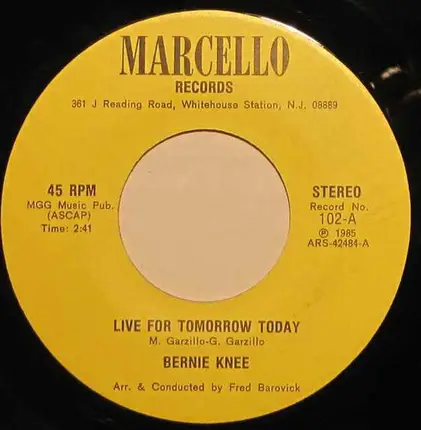 MARCELLO
RECORDS
361 J Reading Road, Whitehouse Station, N.J. 08889
45 RPM
MGG Music Pub.
(ASCAP)
Time: 2:41
STEREO
Record No.
102-A
℗ 1985
ARS-42484-A
LIVE FOR TOMORROW TODAY
M. Garzillo-G. Garzillo
BERNIE KNEE
Arr. & Conducted by Fred Barovick